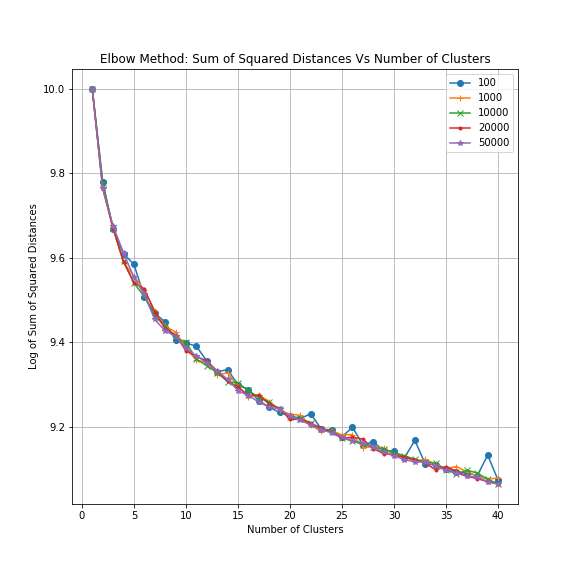 Elbow Method: Sum of Squared Distances Vs Number of Clusters
100
1000
10000
20000
50000
10.0
9.8
9.6
9.4
9.2
Log of Sum of Squared Distances
0 5 10 15 20 25 30 35 40
Number of Clusters